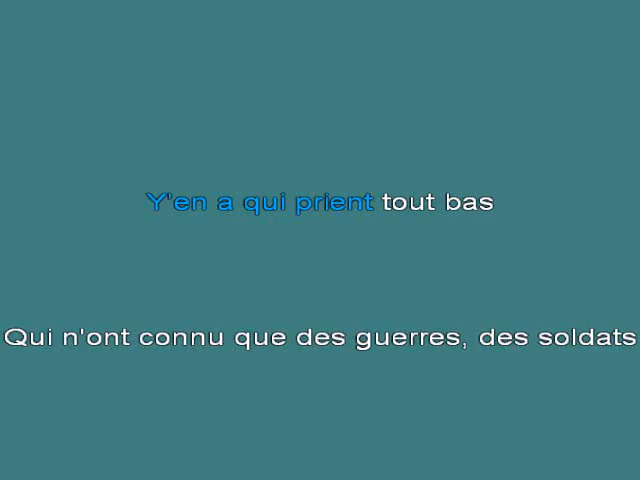 Y'en a qui prient tout bas
Qui n'ont connu que des guerres, des soldats